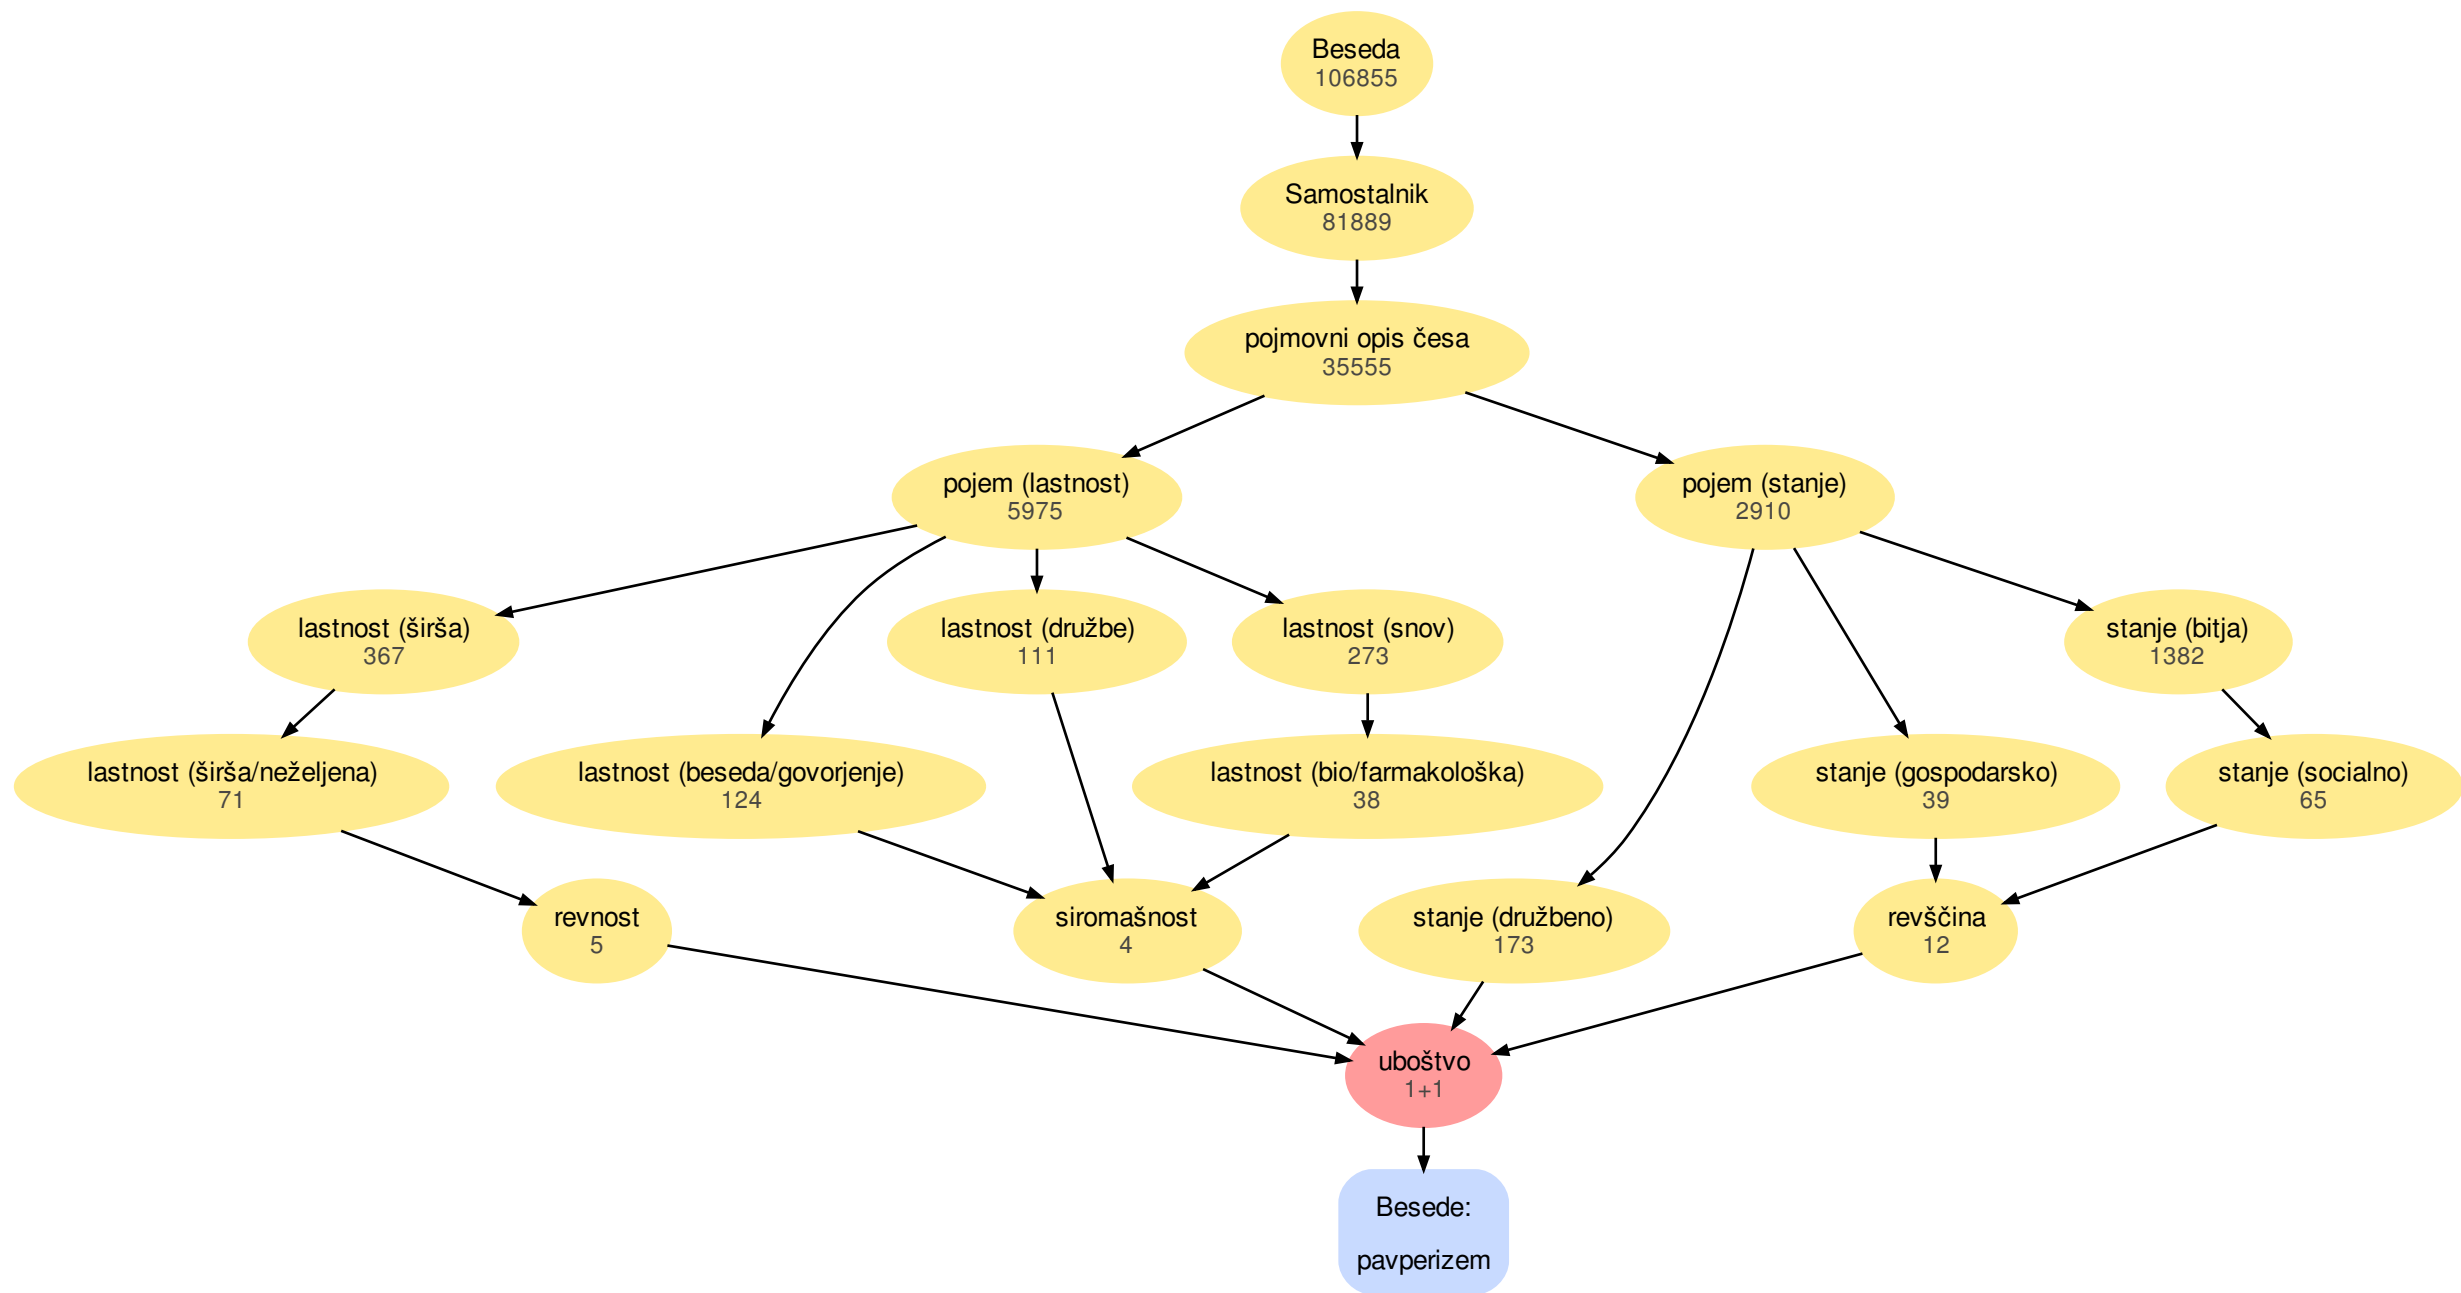 Beseda
106855
Samostalnik
81889
pojmovni opis česa
35555
pojem (lastnost)
5975
pojem (stanje)
2910
lastnost (širša)
367
lastnost (družbe)
111
lastnost (snov)
273
stanje (bitja)
1382
lastnost (širša/neželjena)
71
lastnost (beseda/govorjenje)
124
lastnost (bio/farmakološka)
38
stanje (gospodarsko)
39
stanje (socialno)
65
revnost
5
siromašnost
4
stanje (družbeno)
173
revščina
12
uboštvo
1+1
Besede:
pavperizem